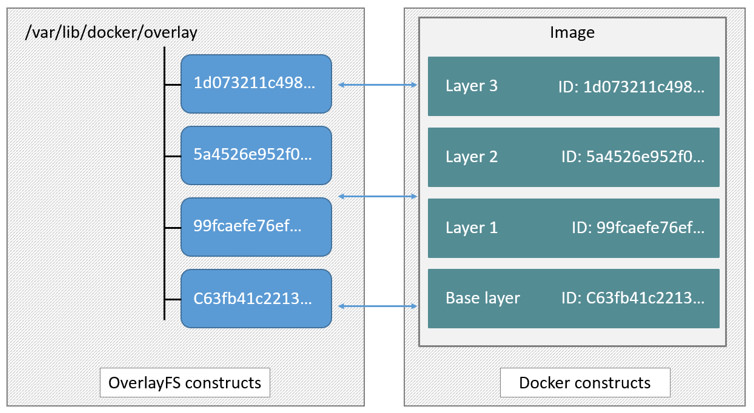 /var/lib/docker/overlay
1d073211c498...
5a4526e952f0...
99fcaefe76ef...
C63fb41c2213...
OverlayFS constructs
Image
Layer 3 ID: 1d073211c498...
Layer 2 ID: 5a4526e952f0...
Layer 1 ID: 99fcaefe76ef...
Base layer ID: C63fb41c2213...
Docker constructs